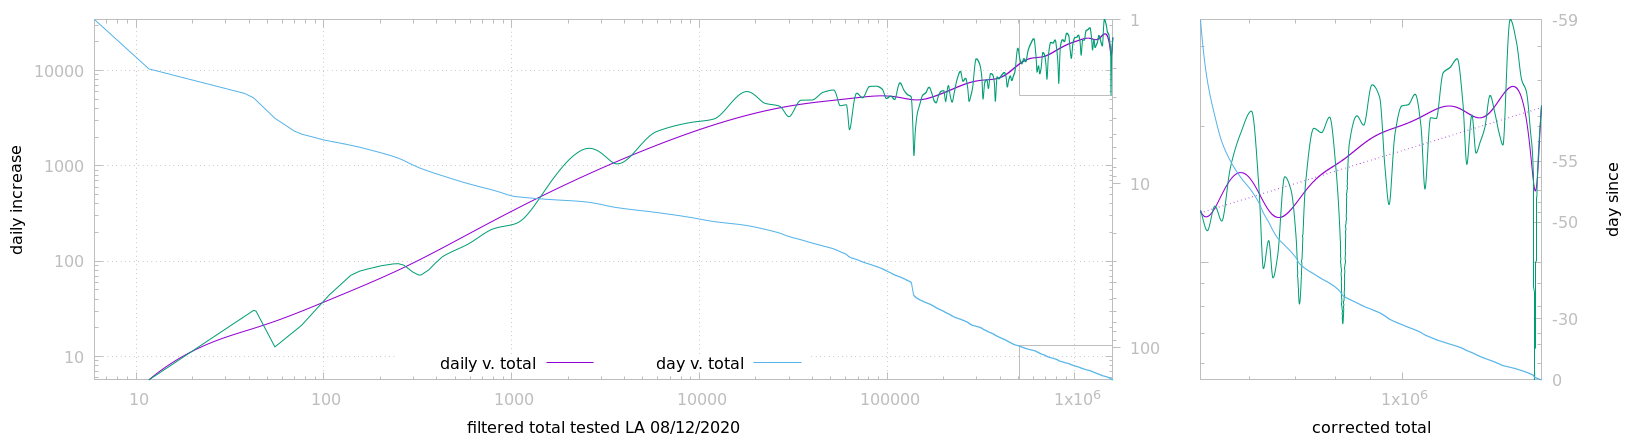 daily increase
10000
1000
100
10
10
100
1000
10000
100000
1x10⁶
1
10
100
daily v. total
day v. total
filtered total tested LA 08/12/2020
-59
-55
-50
-30
0
day since
1x10⁶
corrected total